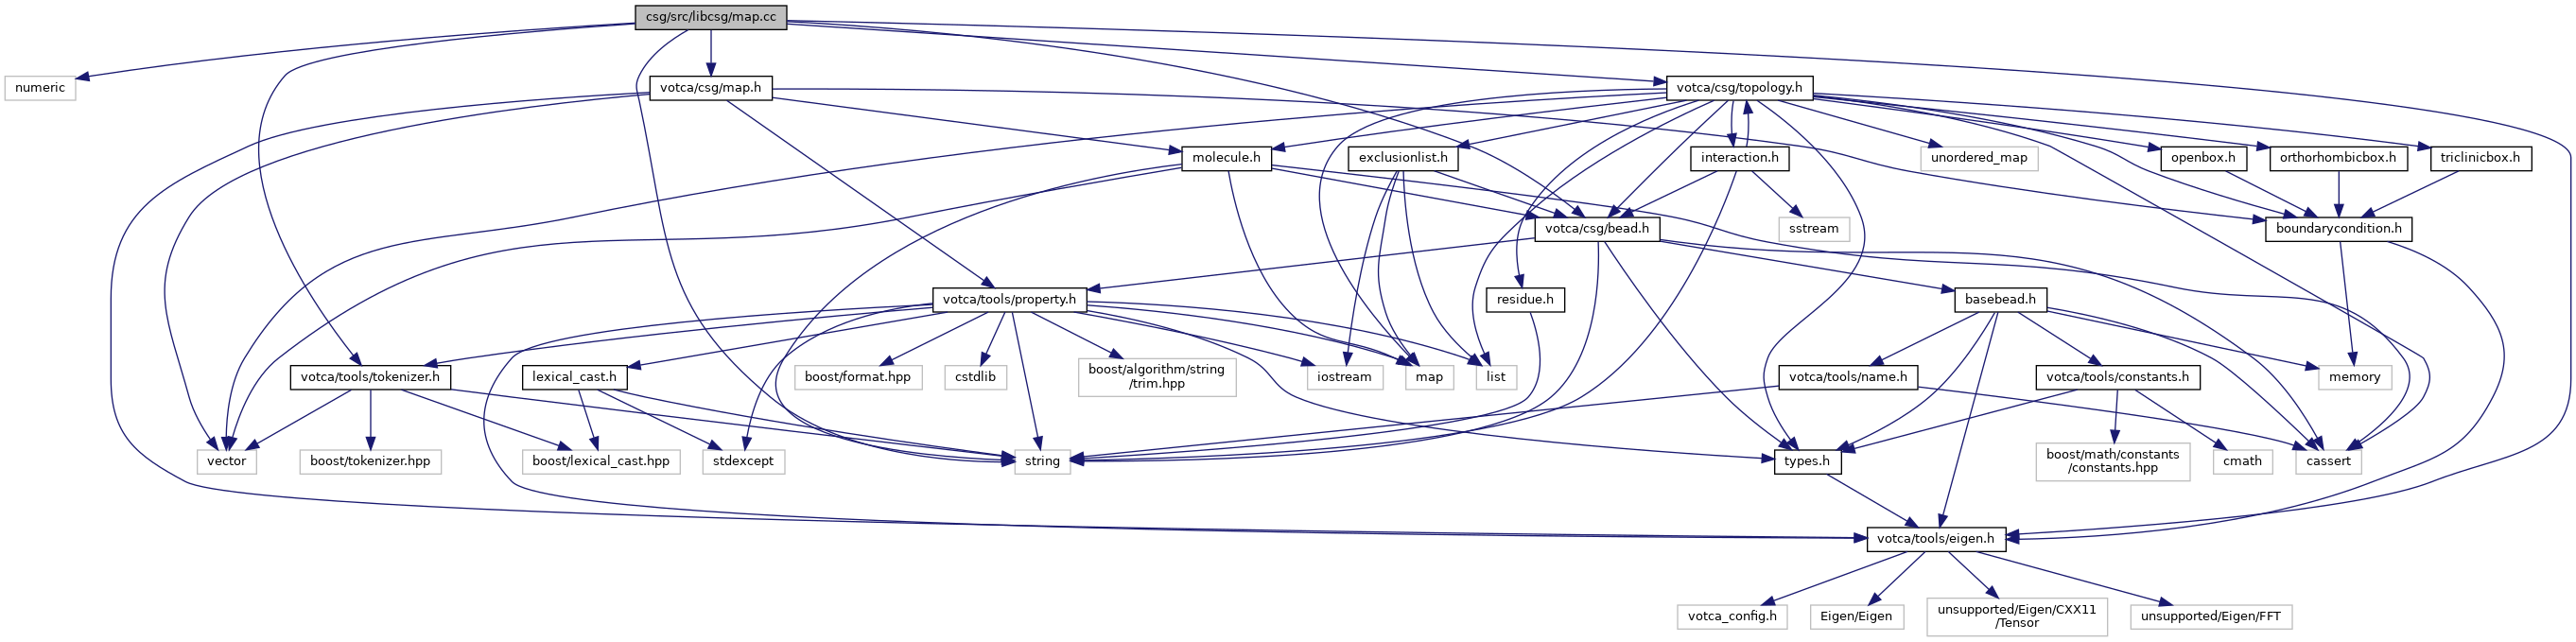 csg/src/libcsg/map.cc
numeric
votca/csg/map.h
votca/csg/topology.h
molecule.h
exclusionlist.h
interaction.h
unordered_map
openbox.h
orthorhombicbox.h
triclinicbox.h
votca/csg/bead.h
sstream
boundarycondition.h
votca/tools/property.h
residue.h
basebead.h
votca/tools/tokenizer.h
lexical_cast.h
boost/format.hpp
cstdlib
boost/algorithm/string
/trim.hpp
iostream
map
list
votca/tools/name.h
votca/tools/constants.h
memory
vector
boost/tokenizer.hpp
boost/lexical_cast.hpp
stdexcept
string
types.h
boost/math/constants
/constants.hpp
cmath
cassert
votca/tools/eigen.h
votca_config.h
Eigen/Eigen
unsupported/Eigen/CXX11
/Tensor
unsupported/Eigen/FFT